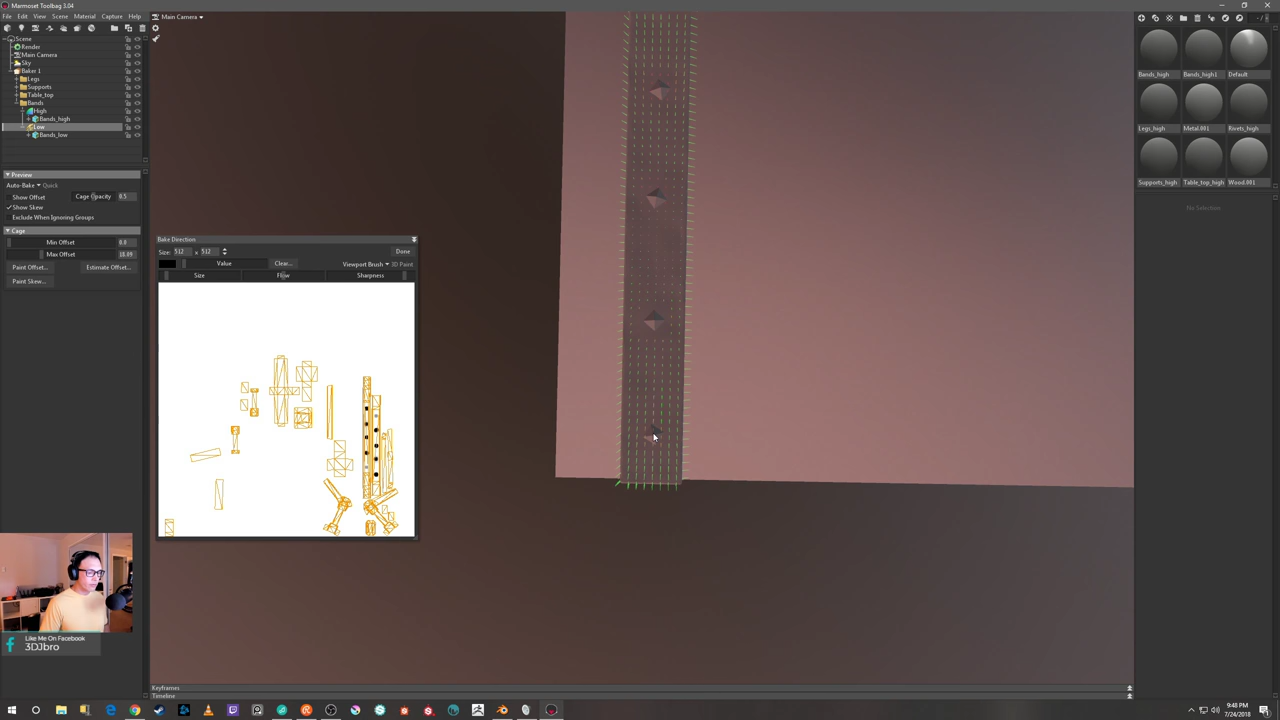 Marmoset Toolbag 3.04
File Edit View Scene Material Capture Help
Main Camera
Scene
Render
Main Camera
Sky
Baker 1
Legs
Supports
Table_top
Bands
High
Bands_high
Low
Bands_low
Preview
Auto-Bake Quick
Show Offset Cage Opacity 0.5
Show Skew
Exclude When Ignoring Groups
Cage
Min Offset 0.0
Max Offset 18.09
Paint Offset... Estimate Offset...
Paint Skew...
Bake Direction
Size: 512 x 512 Done
Value Clear... Viewport Brush 3D Paint
Size Flow Sharpness
Bands_high Bands_high1 Default
Legs_high Metal.001 Rivets_high
Supports_high Table_top_high Wood.001
No Selection
Like Me On Facebook
3DJbro
Keyframes
Timeline
9:48 PM
7/24/2018